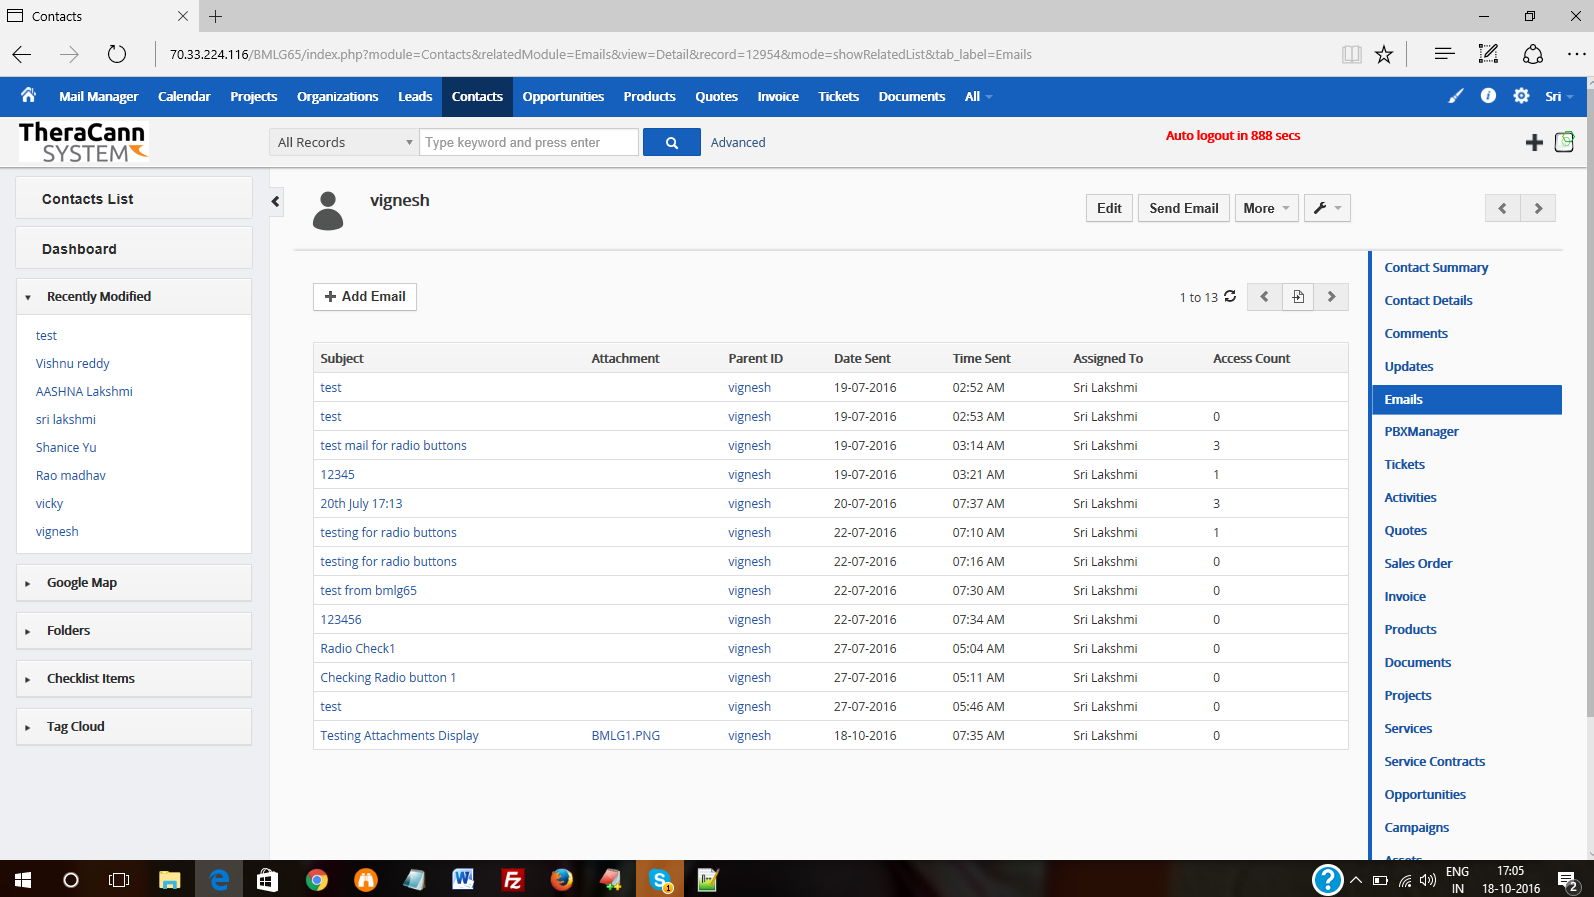 Contacts
70.33.224.116/BMLG65/index.php?module=Contacts&relatedModule=Emails&view=Detail&record=12954&mode=showRelatedList&tab_label=Emails
Mail Manager Calendar Projects Organizations Leads Contacts Opportunities Products Quotes Invoice Tickets Documents All Sri
TheraCann
SYSTEM
All Records Type keyword and press enter Advanced
Auto logout in 888 secs
Contacts List
Dashboard
Recently Modified
test
Vishnu reddy
AASHNA Lakshmi
sri lakshmi
Shanice Yu
Rao madhav
vicky
vignesh
Google Map
Folders
Checklist Items
Tag Cloud
vignesh
Edit Send Email More
+ Add Email
1 to 13
Subject Attachment Parent ID Date Sent Time Sent Assigned To Access Count
test vignesh 19-07-2016 02:52 AM Sri Lakshmi
test vignesh 19-07-2016 02:53 AM Sri Lakshmi 0
test mail for radio buttons vignesh 19-07-2016 03:14 AM Sri Lakshmi 3
12345 vignesh 19-07-2016 03:21 AM Sri Lakshmi 1
20th July 17:13 vignesh 20-07-2016 07:37 AM Sri Lakshmi 3
testing for radio buttons vignesh 22-07-2016 07:10 AM Sri Lakshmi 1
testing for radio buttons vignesh 22-07-2016 07:16 AM Sri Lakshmi 0
test from bmlg65 vignesh 22-07-2016 07:30 AM Sri Lakshmi 0
123456 vignesh 22-07-2016 07:34 AM Sri Lakshmi 0
Radio Check1 vignesh 27-07-2016 05:04 AM Sri Lakshmi 0
Checking Radio button 1 vignesh 27-07-2016 05:11 AM Sri Lakshmi 0
test vignesh 27-07-2016 05:46 AM Sri Lakshmi 0
Testing Attachments Display BMLG1.PNG vignesh 18-10-2016 07:35 AM Sri Lakshmi 0
Contact Summary
Contact Details
Comments
Updates
Emails
PBXManager
Tickets
Activities
Quotes
Sales Order
Invoice
Products
Documents
Projects
Services
Service Contracts
Opportunities
Campaigns
Assets
ENG
IN
17:05
18-10-2016
2